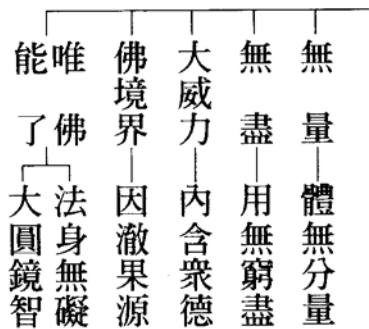 無量
體無分量
無盡
用無窮盡
大威力
內含衆德
佛境界
因澈果源
唯佛
能了
法身無礙
大圓鏡智